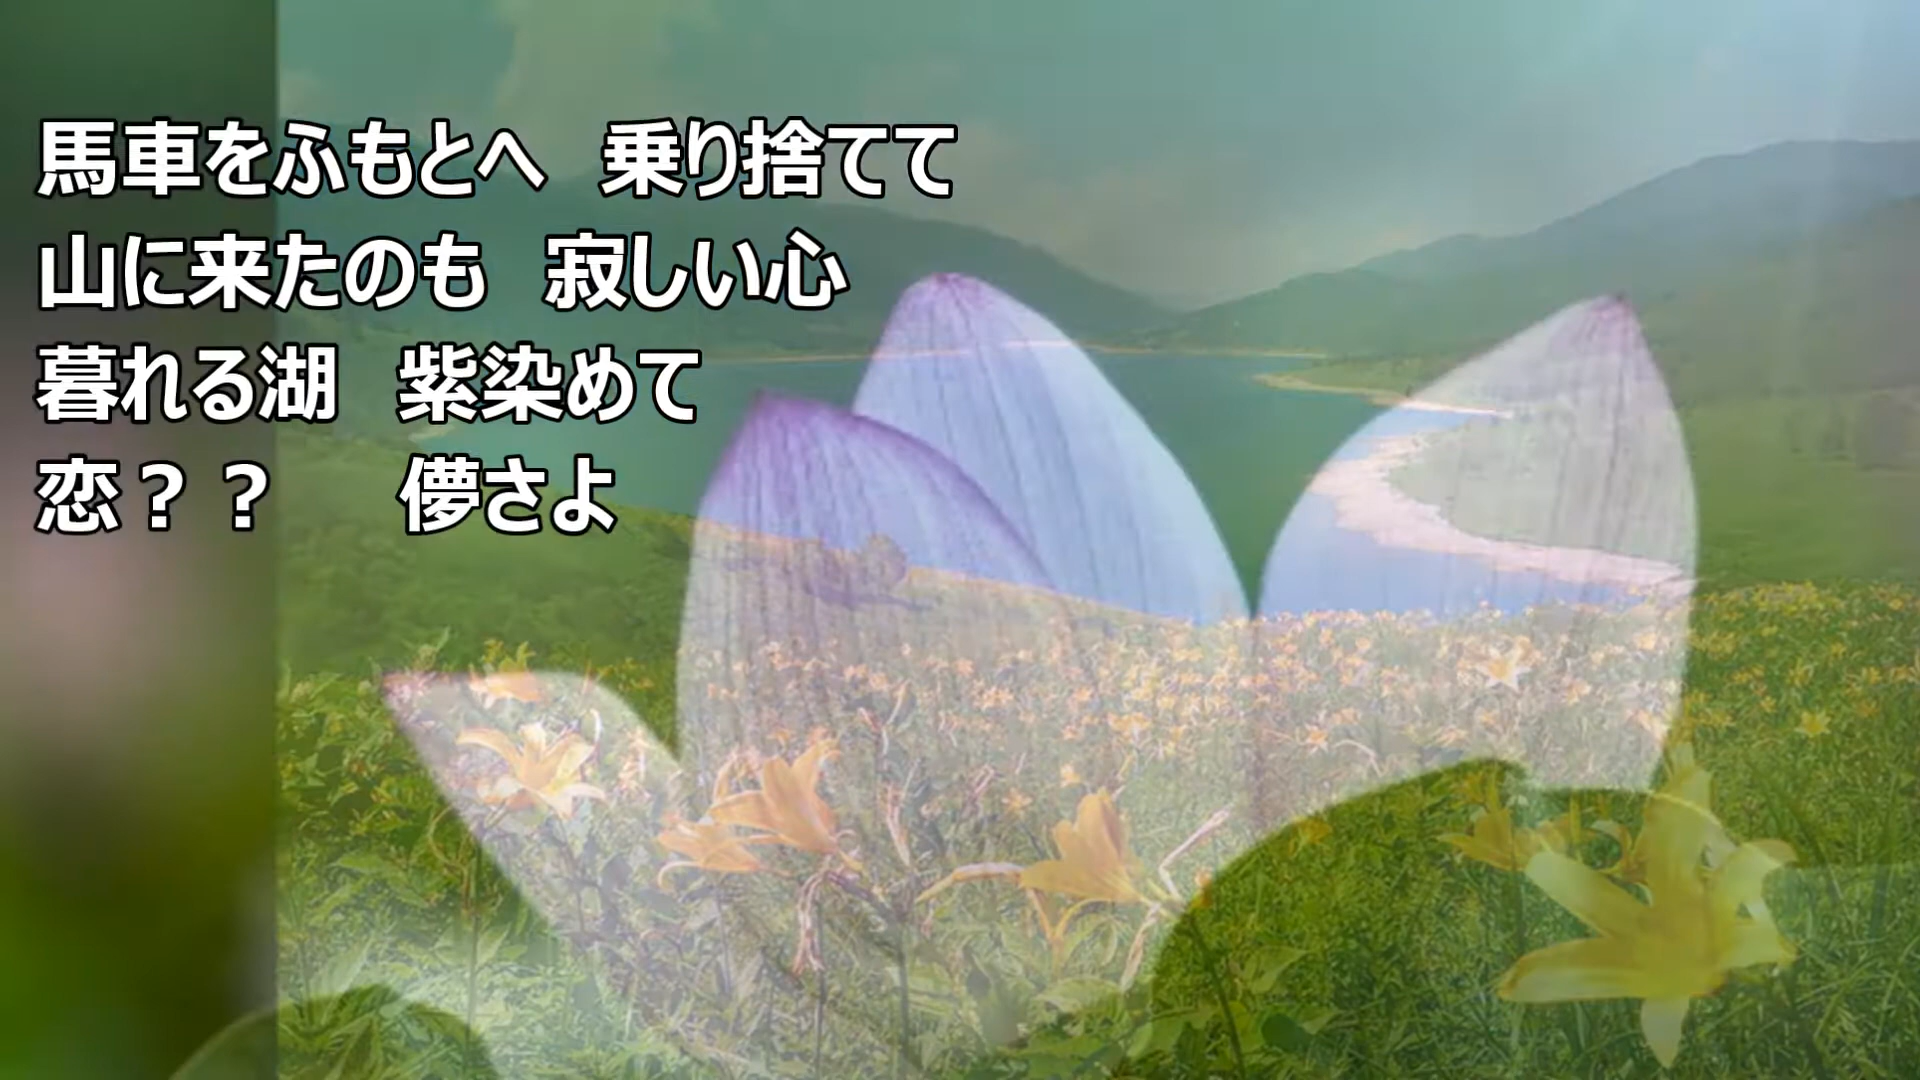 馬車をふもとへ　乗り捨てて
山に来たのも　寂しい心
暮れる湖　紫染めて
恋？？　　儚さよ